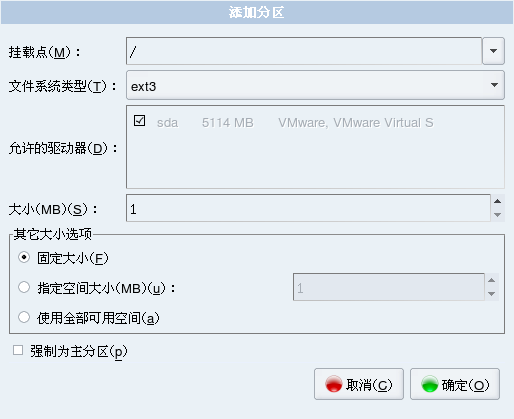 添加分区
挂载点(M)： /
文件系统类型(T)： ext3
允许的驱动器(D)： sda 5114 MB VMware, VMware Virtual S
大小(MB)(S)： 1
其它大小选项
固定大小(F)
指定空间大小(MB)(u)： 1
使用全部可用空间(a)
强制为主分区(p)
取消(C) 确定(O)